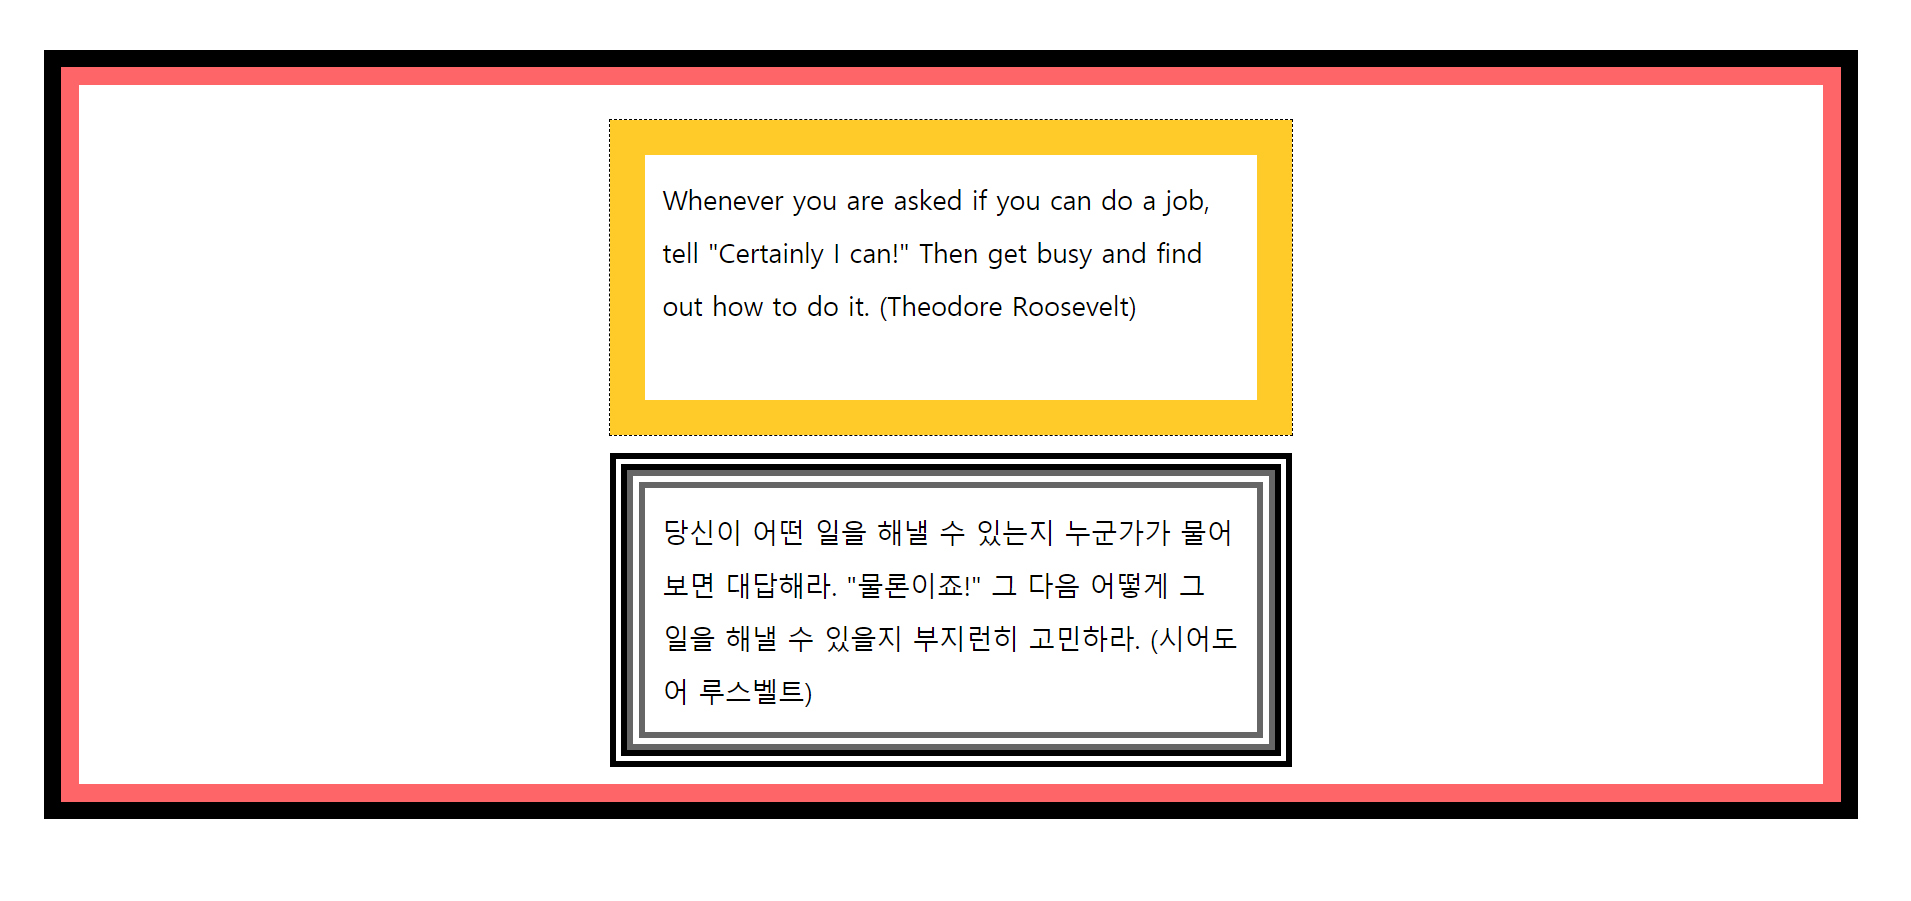 Whenever you are asked if you can do a job,
tell "Certainly I can!" Then get busy and find
out how to do it. (Theodore Roosevelt)
당신이 어떤 일을 해낼 수 있는지 누군가가 물어
보면 대답해라. "물론이죠!" 그 다음 어떻게 그
일을 해낼 수 있을지 부지런히 고민하라. (시어도
어 루스벨트)